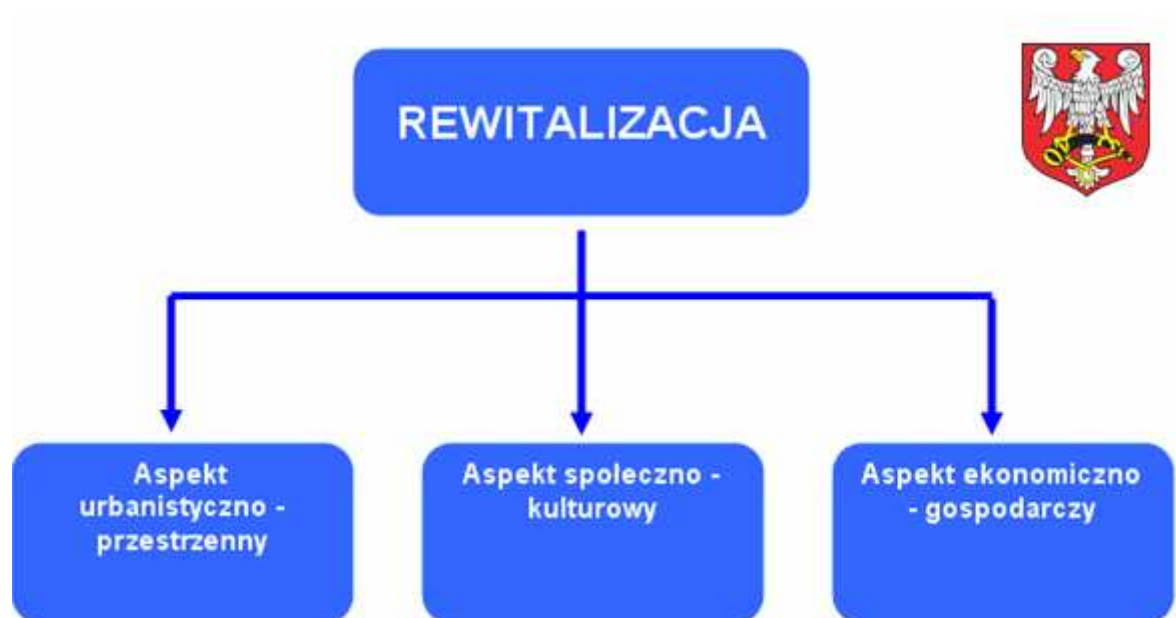 REWITALIZACJA
Aspekt
urbanistyczno -
przestrzenny
Aspekt społeczno -
kulturowy
Aspekt ekonomiczno
- gospodarczy